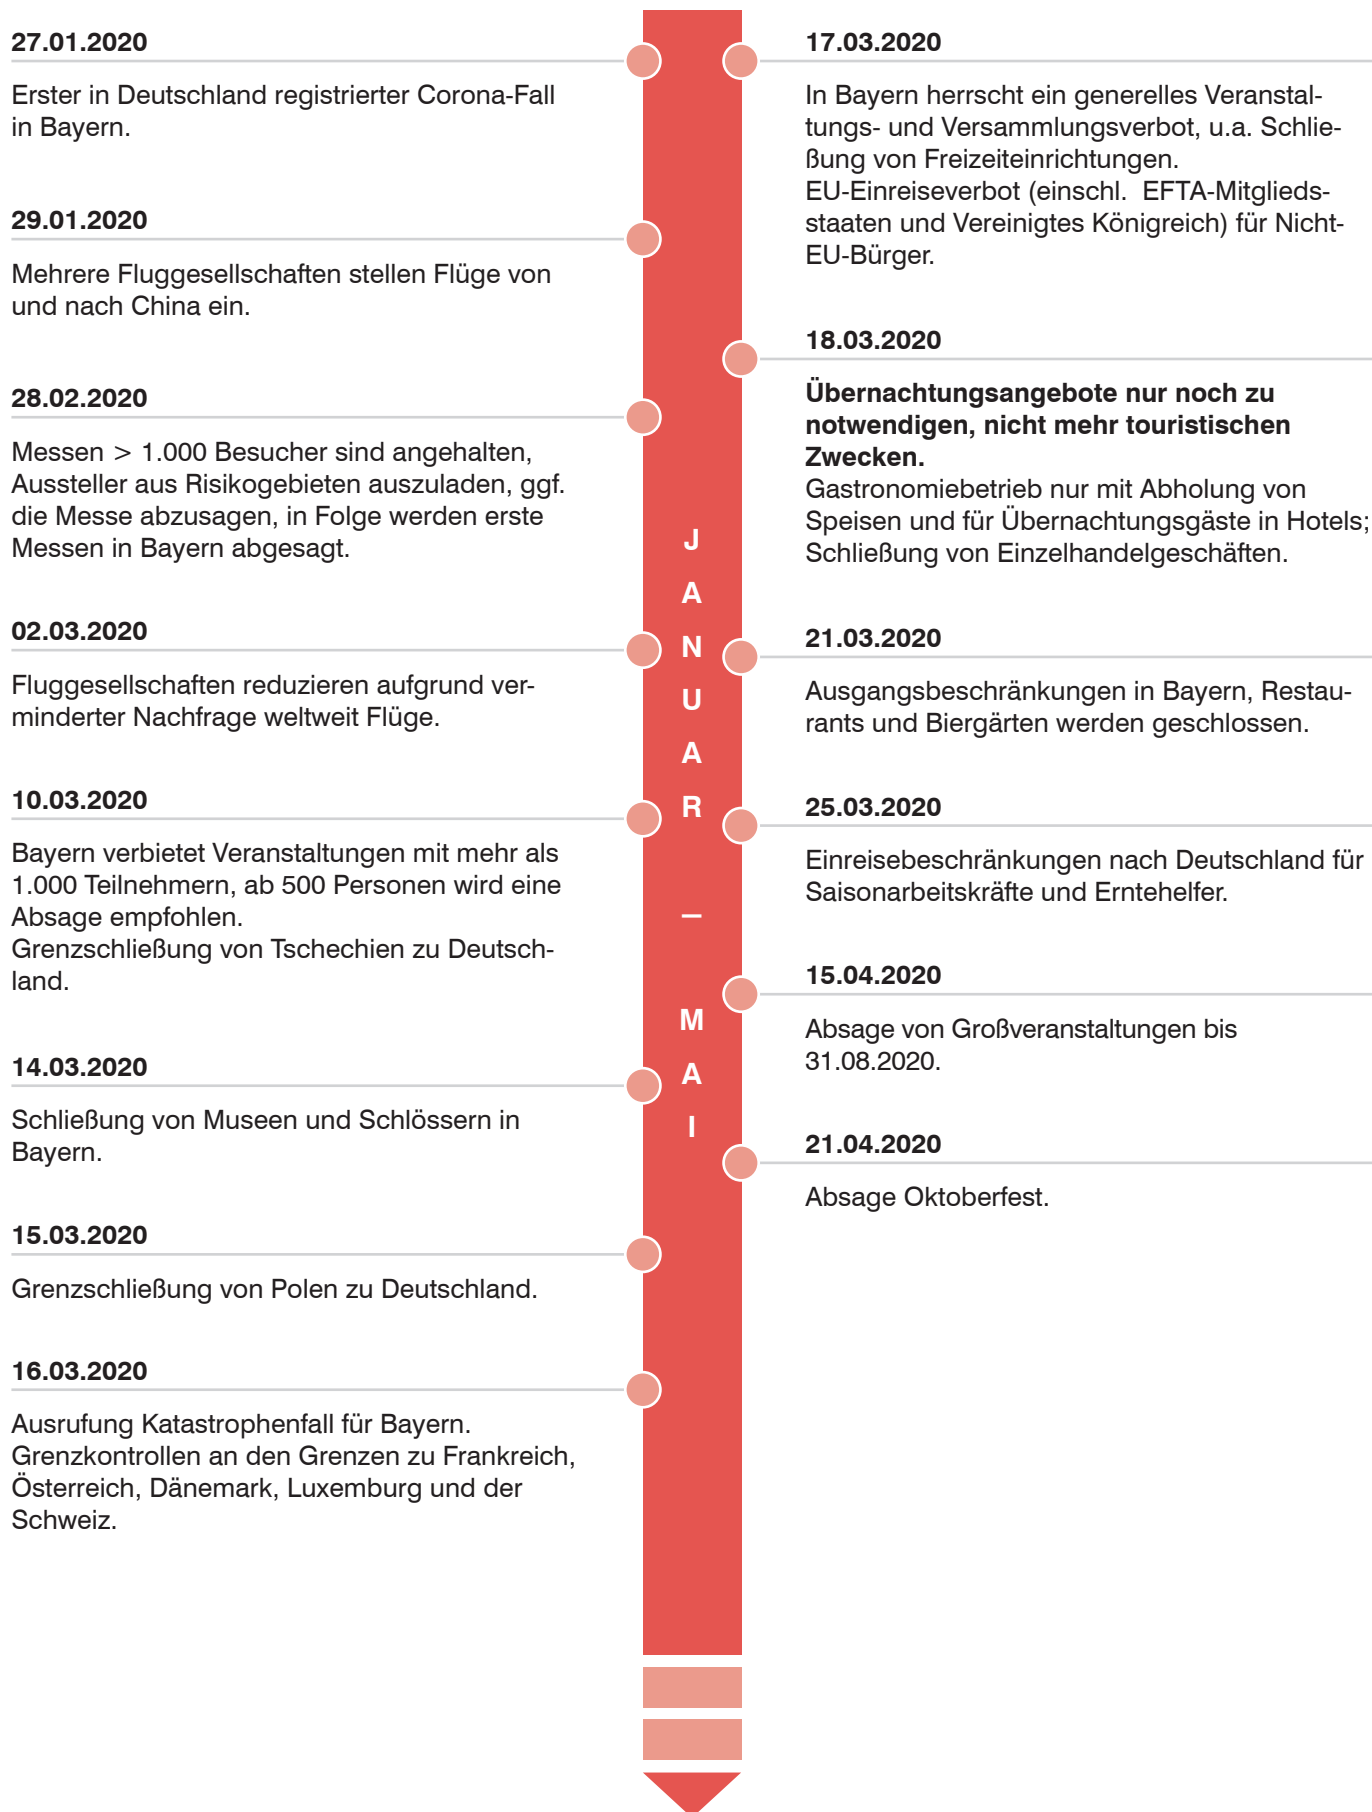 27.01.2020
Erster in Deutschland registrierter Corona-Fall
in Bayern.
29.01.2020
Mehrere Fluggesellschaften stellen Flüge von
und nach China ein.
28.02.2020
Messen > 1.000 Besucher sind angehalten,
Aussteller aus Risikogebieten auszuladen, ggf.
die Messe abzusagen, in Folge werden erste
Messen in Bayern abgesagt.
02.03.2020
Fluggesellschaften reduzieren aufgrund ver-
minderter Nachfrage weltweit Flüge.
10.03.2020
Bayern verbietet Veranstaltungen mit mehr als
1.000 Teilnehmern, ab 500 Personen wird eine
Absage empfohlen.
Grenzschließung von Tschechien zu Deutsch-
land.
14.03.2020
Schließung von Museen und Schlössern in
Bayern.
15.03.2020
Grenzschließung von Polen zu Deutschland.
16.03.2020
Ausrufung Katastrophenfall für Bayern.
Grenzkontrollen an den Grenzen zu Frankreich,
Österreich, Dänemark, Luxemburg und der
Schweiz.
JANUAR – MAI
17.03.2020
In Bayern herrscht ein generelles Veranstal-
tungs- und Versammlungsverbot, u.a. Schlie-
ßung von Freizeiteinrichtungen.
EU-Einreiseverbot (einschl. EFTA-Mitglieds-
staaten und Vereinigtes Königreich) für Nicht-
EU-Bürger.
18.03.2020
Übernachtungsangebote nur noch zu
notwendigen, nicht mehr touristischen
Zwecken.
Gastronomiebetrieb nur mit Abholung von
Speisen und für Übernachtungsgäste in Hotels;
Schließung von Einzelhandelgeschäften.
21.03.2020
Ausgangsbeschränkungen in Bayern, Restau-
rants und Biergärten werden geschlossen.
25.03.2020
Einreisebeschränkungen nach Deutschland für
Saisonarbeitskräfte und Erntehelfer.
15.04.2020
Absage von Großveranstaltungen bis
31.08.2020.
21.04.2020
Absage Oktoberfest.